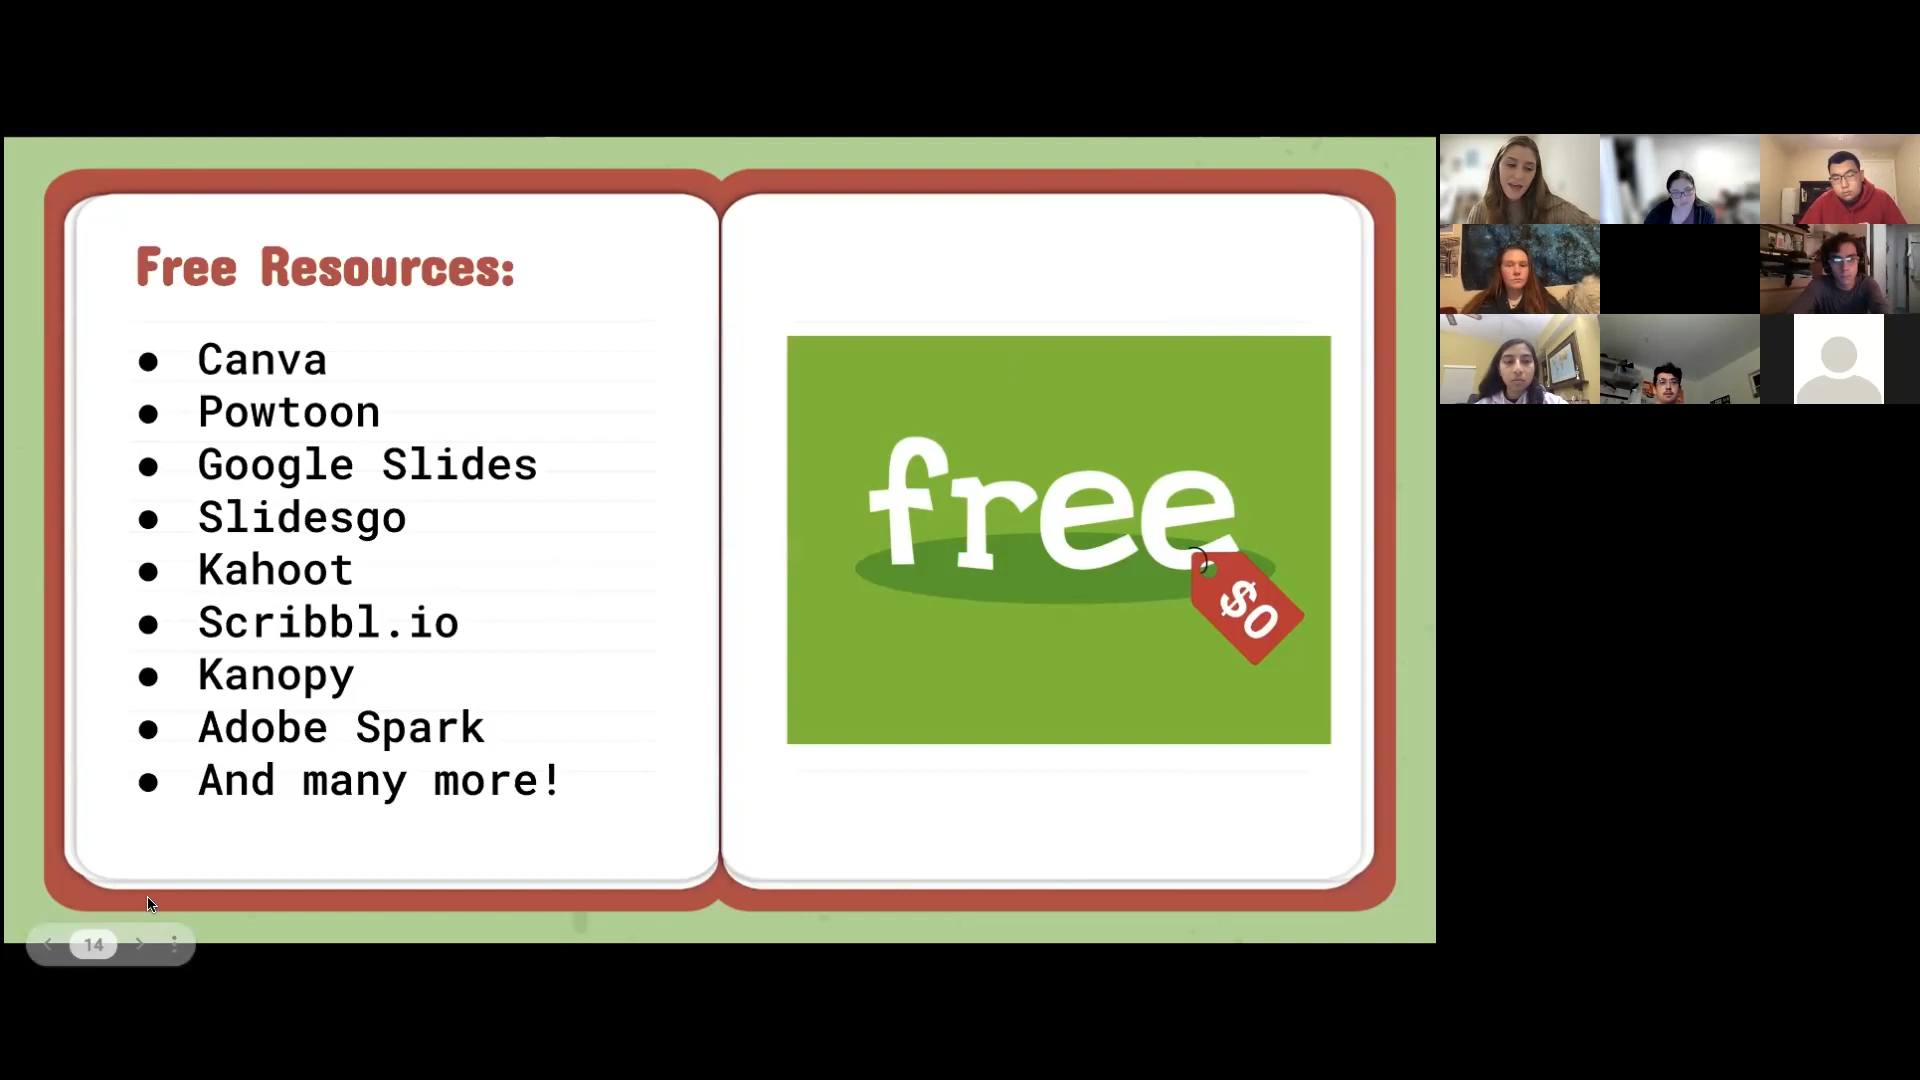 Free Resources:
Canva
Powtoon
Google Slides
Slidesgo
Kahoot
Scribbl.io
Kanopy
Adobe Spark
And many more!
free
$0
14